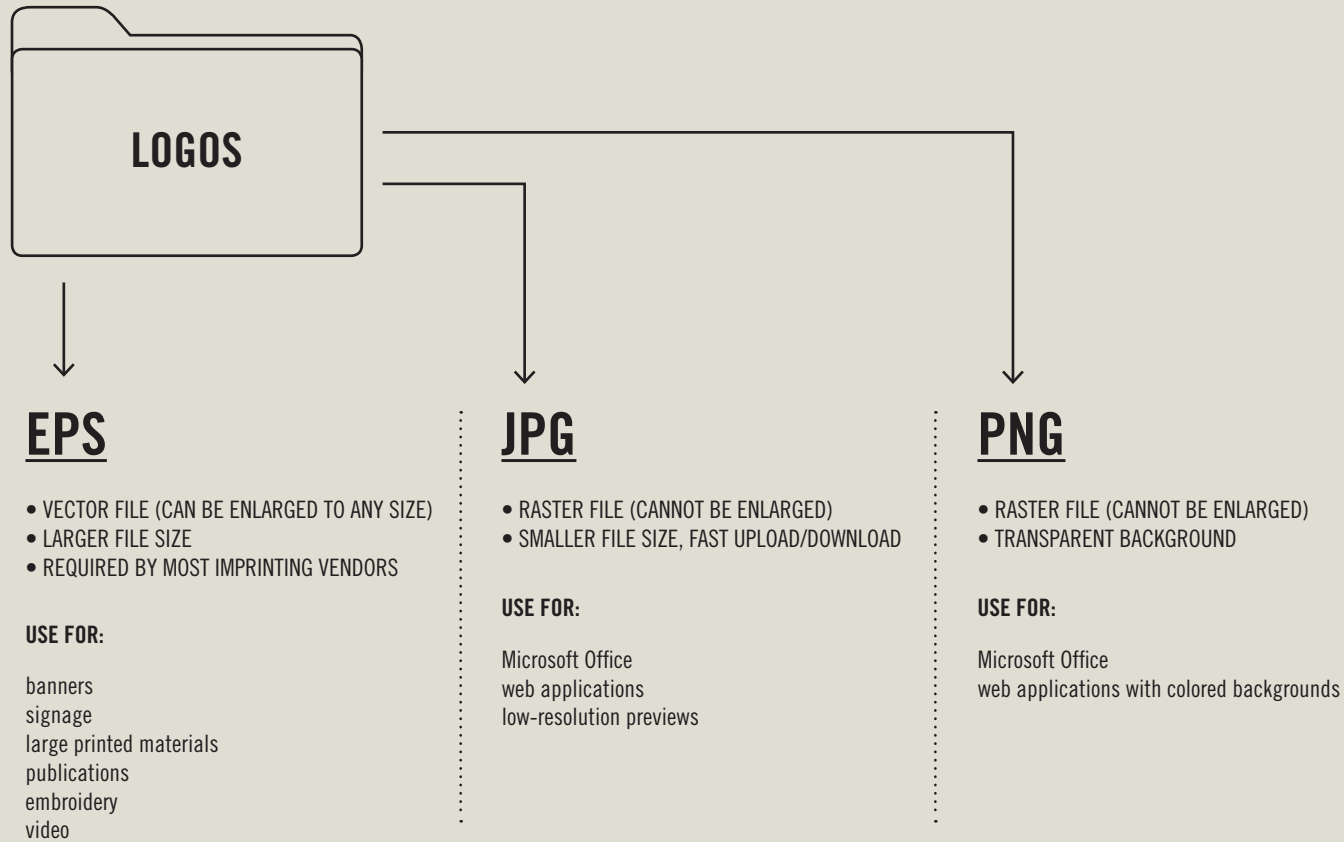 LOGOS
EPS
• VECTOR FILE (CAN BE ENLARGED TO ANY SIZE)
• LARGER FILE SIZE
• REQUIRED BY MOST IMPRINTING VENDORS
USE FOR:
banners
signage
large printed materials
publications
embroidery
video
JPG
• RASTER FILE (CANNOT BE ENLARGED)
• SMALLER FILE SIZE, FAST UPLOAD/DOWNLOAD
USE FOR:
Microsoft Office
web applications
low-resolution previews
PNG
• RASTER FILE (CANNOT BE ENLARGED)
• TRANSPARENT BACKGROUND
USE FOR:
Microsoft Office
web applications with colored backgrounds